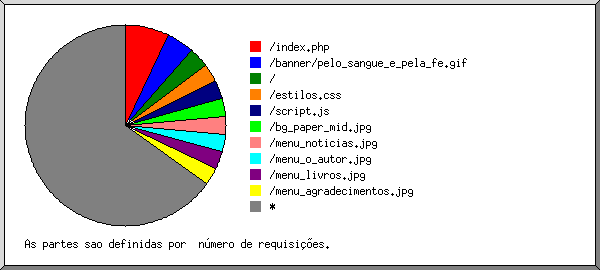 /index.php
/banner/pelo_sangue_e_pela_fe.gif
/
/estilos.css
/script.js
/bg_paper_mid.jpg
/menu_noticias.jpg
/menu_o_autor.jpg
/menu_livros.jpg
/menu_agradecimentos.jpg
*
As partes sao definidas por  número de requisições.